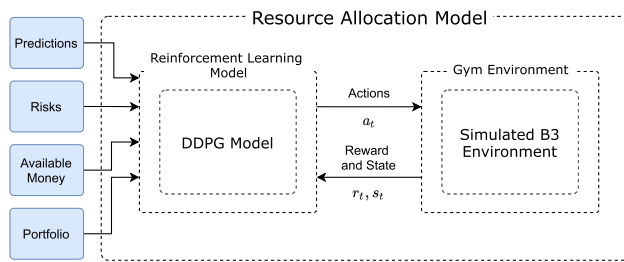 Resource Allocation Model
Predictions
Risks
Available
Money
Portfolio
Reinforcement Learning
Model
DDPG Model
Actions
a_t
Reward
and State
r_t, s_t
Gym Environment
Simulated B3
Environment